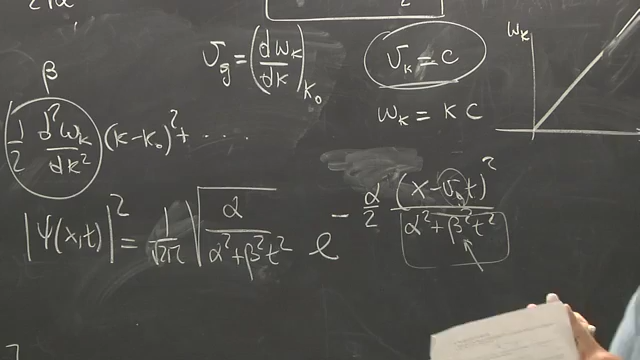 v_g = (dω_k/dk)_{k_0}
v_k = c
ω_k
β
ω_k = k c
1/2 d²ω_k/dk² (k-k_0)² + ....
|ψ(x,t)|² = 1/√2π √(α/(α²+β²t²)) e^{- α/2 (x-v_g t)²/(α²+β²t²)}